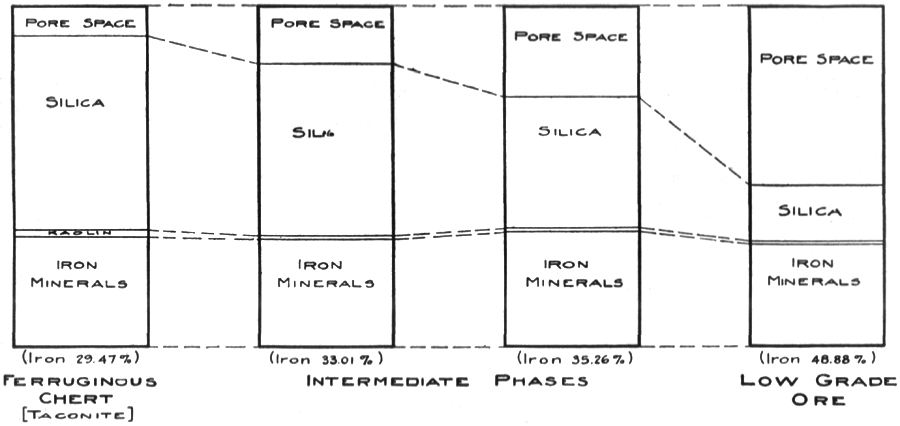 PORE SPACE
SILICA
KAOLIN
IRON
MINERALS
(Iron 29.47%)
FERRUGINOUS
CHERT
[TACONITE]
PORE SPACE
IRON
MINERALS
(Iron 33.01%)
PORE SPACE
SILICA
IRON
MINERALS
(Iron 35.26%)
INTERMEDIATE PHASES
PORE SPACE
SILICA
IRON
MINERALS
(Iron 48.88%)
LOW GRADE
ORE